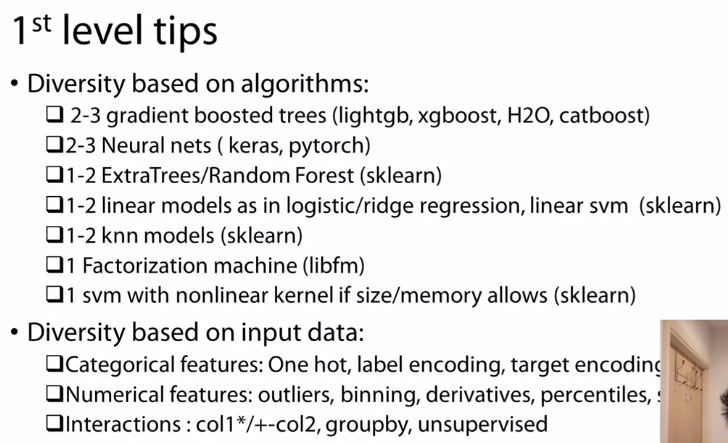 1st level tips
• Diversity based on algorithms:
❑ 2-3 gradient boosted trees (lightgb, xgboost, H2O, catboost)
❑2-3 Neural nets ( keras, pytorch)
❑1-2 ExtraTrees/Random Forest (sklearn)
❑1-2 linear models as in logistic/ridge regression, linear svm (sklearn)
❑1-2 knn models (sklearn)
❑1 Factorization machine (libfm)
❑1 svm with nonlinear kernel if size/memory allows (sklearn)
• Diversity based on input data:
❑Categorical features: One hot, label encoding, target encoding
❑Numerical features: outliers, binning, derivatives, percentiles,
❑Interactions : col1*/+-col2, groupby, unsupervised